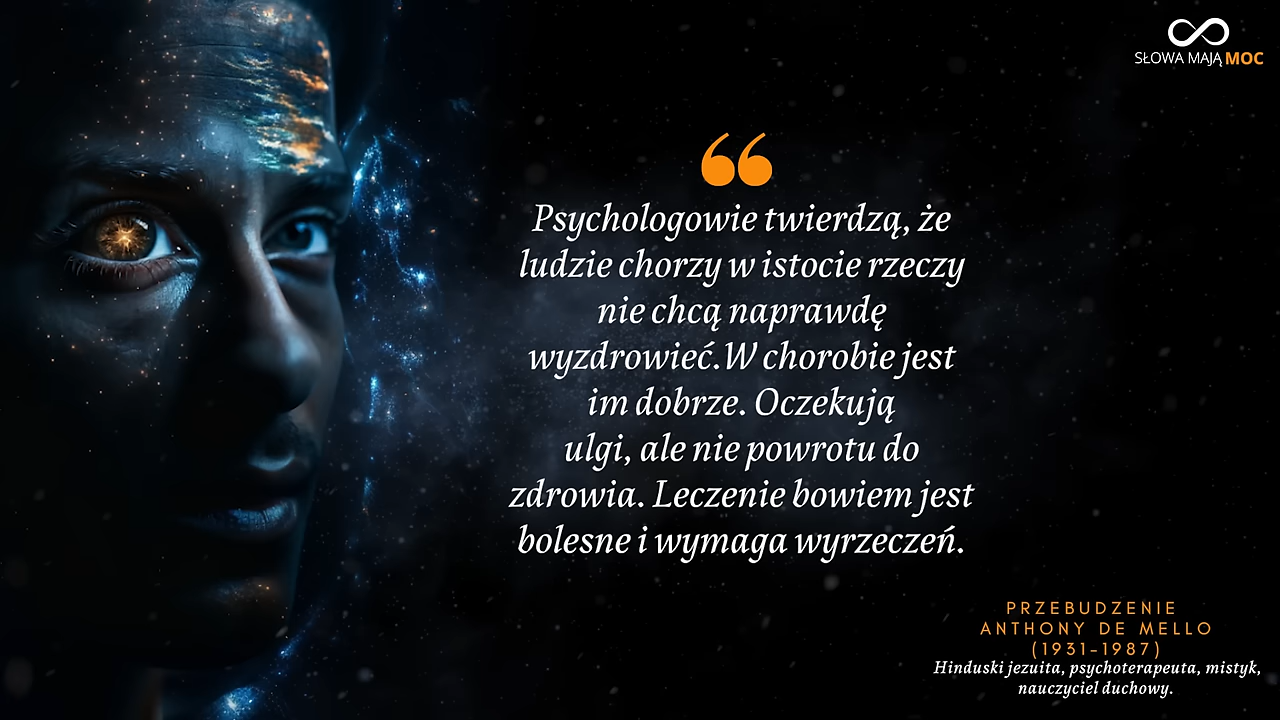 SŁOWA MAJĄ MOC
Psychologowie twierdzą, że
ludzie chorzy w istocie rzeczy
nie chcą naprawdę
wyzdrowieć.W chorobie jest
im dobrze. Oczekują
ulgi, ale nie powrotu do
zdrowia. Leczenie bowiem jest
bolesne i wymaga wyrzeczeń.
PRZEBUDZENIE
ANTHONY DE MELLO
(1931-1987)
Hinduski jezuita, psychoterapeuta, mistyk,
nauczyciel duchowy.